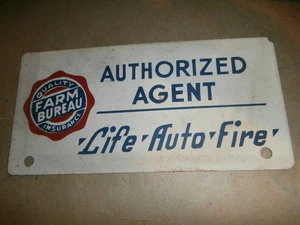 QUALITY
FARM
BUREAU
INSURANCE
AUTHORIZED
AGENT
Life · Auto · Fire